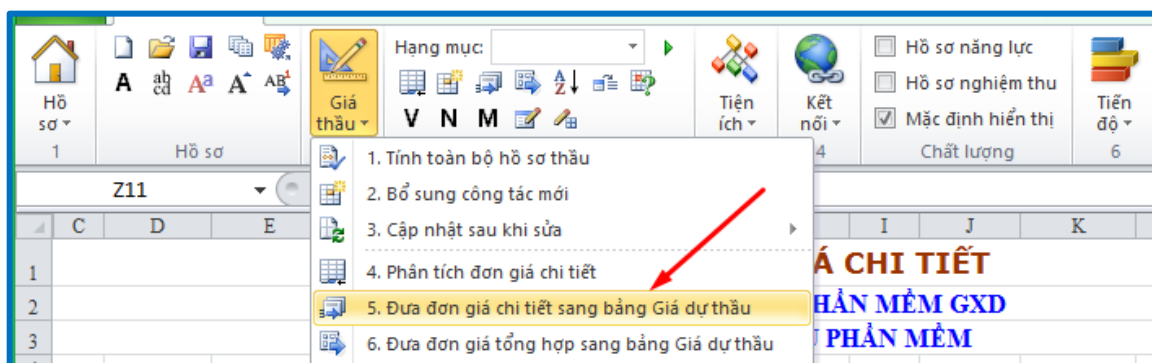 Hạng mục:
Hồ sơ năng lực
A ab cd Aa A AB1
Hồ sơ nghiệm thu
Hồ sơ
Giá thầu
Tiện ích
Kết nối
Tiến độ
V N M
Mặc định hiển thị
1
Hồ sơ
4
Chất lượng
6
1. Tính toàn bộ hồ sơ thầu
2. Bổ sung công tác mới
3. Cập nhật sau khi sửa
4. Phân tích đơn giá chi tiết
5. Đưa đơn giá chi tiết sang bảng Giá dự thầu
6. Đưa đơn giá tổng hợp sang bảng Giá dự thầu
Z11
C D E I J K
1
Á CHI TIẾT
2
HẦN MỀM GXD
3
PHẦN MỀM